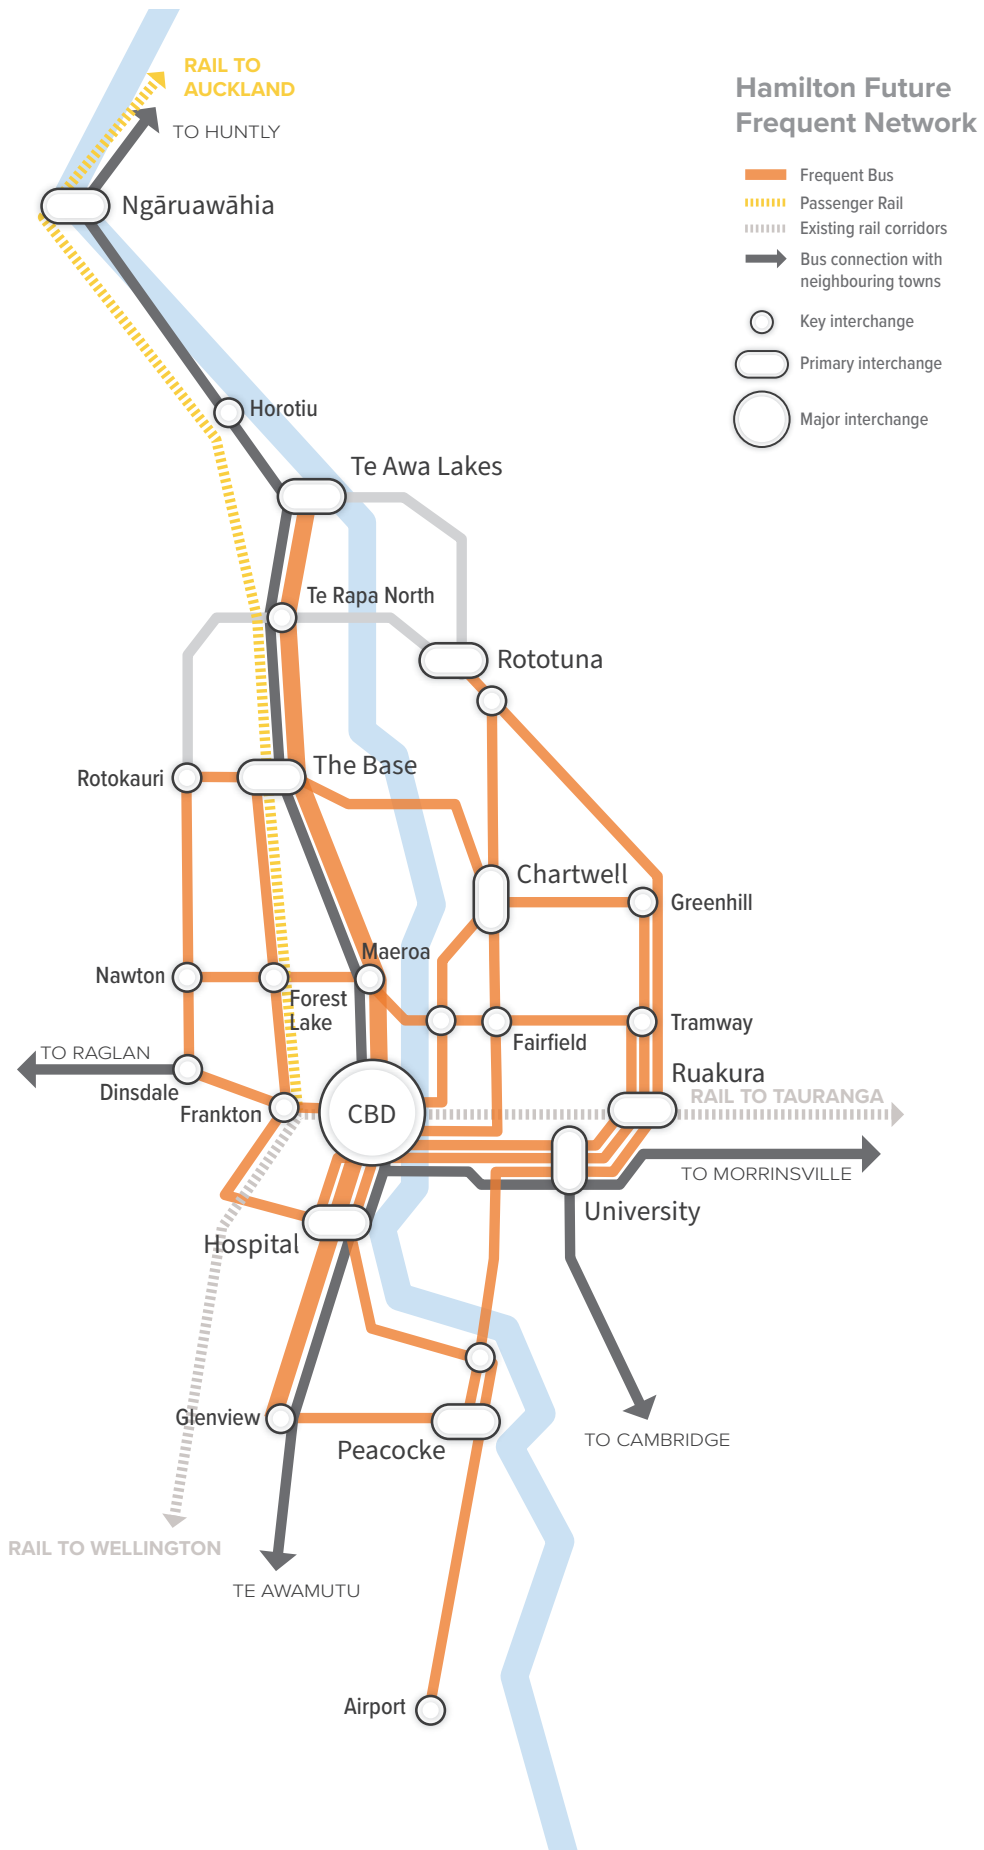 RAIL TO
AUCKLAND
TO HUNTLY
Hamilton Future
Frequent Network
Frequent Bus
Passenger Rail
Existing rail corridors
Bus connection with
neighbouring towns
Key interchange
Primary interchange
Major interchange
Ngāruawāhia
Horotiu
Te Awa Lakes
Te Rapa North
Rototuna
The Base
Rotokauri
Chartwell
Greenhill
Maeroa
Nawton
Forest
Lake
Fairfield
Tramway
TO RAGLAN
Dinsdale
Frankton
CBD
Ruakura
RAIL TO TAURANGA
TO MORRINSVILLE
University
Hospital
Glenview
Peacocke
TO CAMBRIDGE
RAIL TO WELLINGTON
TE AWAMUTU
Airport